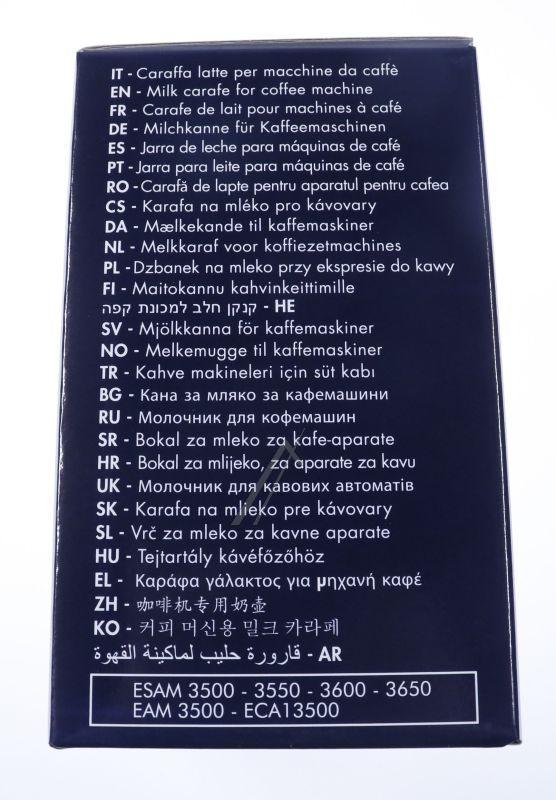 IT - Caraffa latte per macchine da caffè
EN - Milk carafe for coffee machine
FR - Carafe de lait pour machines à café
DE - Milchkanne für Kaffeemaschinen
ES - Jarra de leche para máquinas de café
PT - Jarra para leite para máquinas de café
RO - Carafă de lapte pentru aparatul pentru cafea
CS - Karafa na mléko pro kávovary
DA - Mælkekande til kaffemaskiner
NL - Melkkaraf voor koffiezetmachines
PL - Dzbanek na mleko przy ekspresie do kawy
FI - Maitokannu kahvinkeittimille
HE - קנקן חלב למכונת קפה
SV - Mjölkkanna för kaffemaskiner
NO - Melkemugge til kaffemaskiner
TR - Kahve makineleri için süt kabı
BG - Кана за мляко за кафемашини
RU - Молочник для кофемашин
SR - Bokal za mleko za kafe-aparate
HR - Bokal za mlijeko, za aparate za kavu
UK - Молочник для кавових автоматів
SK - Karafa na mlieko pre kávovary
SL - Vrč za mleko za kavne aparate
HU - Tejtartály kávéfőzőhöz
EL - Καράφα γάλακτος για μηχανή καφέ
ZH - 咖啡机专用奶壶
KO - 커피 머신용 밀크 카라페
AR - قارورة حليب لماكينة القهوة
ESAM 3500 - 3550 - 3600 - 3650
EAM 3500 - ECA13500